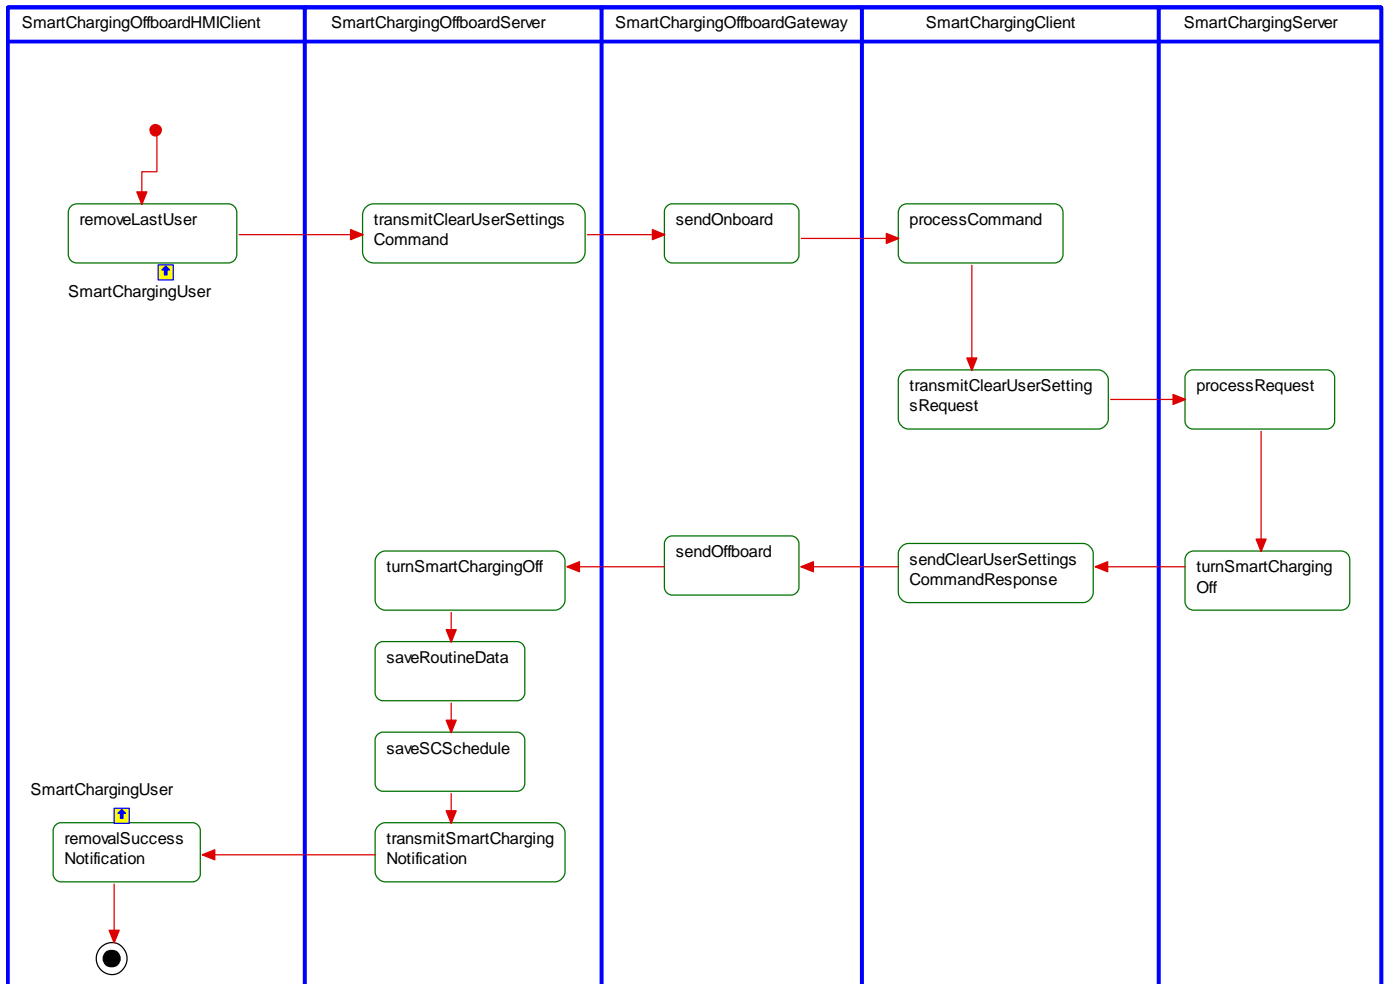 SmartChargingOffboardHMIClient
SmartChargingOffboardServer
SmartChargingOffboardGateway
SmartChargingClient
SmartChargingServer
removeLastUser
transmitClearUserSettings
Command
sendOnboard
processCommand
SmartChargingUser
transmitClearUserSetting
sRequest
processRequest
turnSmartChargingOff
sendOffboard
sendClearUserSettings
CommandResponse
turnSmartCharging
Off
saveRoutineData
saveSCSchedule
SmartChargingUser
removalSuccess
Notification
transmitSmartCharging
Notification